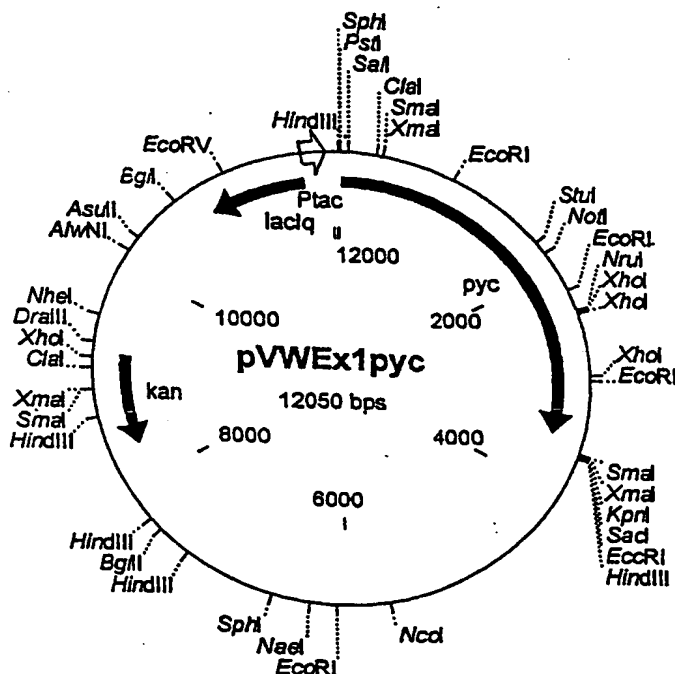 SphI
PstI
SalI
ClaI
SmaI
XmaI
HindIII
EcoRV
EcoRI
BglI
StuI
Ptac
NotI
lacIq
AsuII
EcoRI
AlwNI
12000
NruI
XhoI
pyc
XhoI
NheI
10000
2000
DraIII
XhoI
pVWEx1pyc
XhoI
ClaI
EcoRI
kan
12050 bps
XmaI
SmaI
8000
4000
HindIII
SmaI
XmaI
6000
KpnI
SacI
HindIII
EccRI
BglII
HindIII
HindIII
SphI
NaeI
NcoI
EcoRI